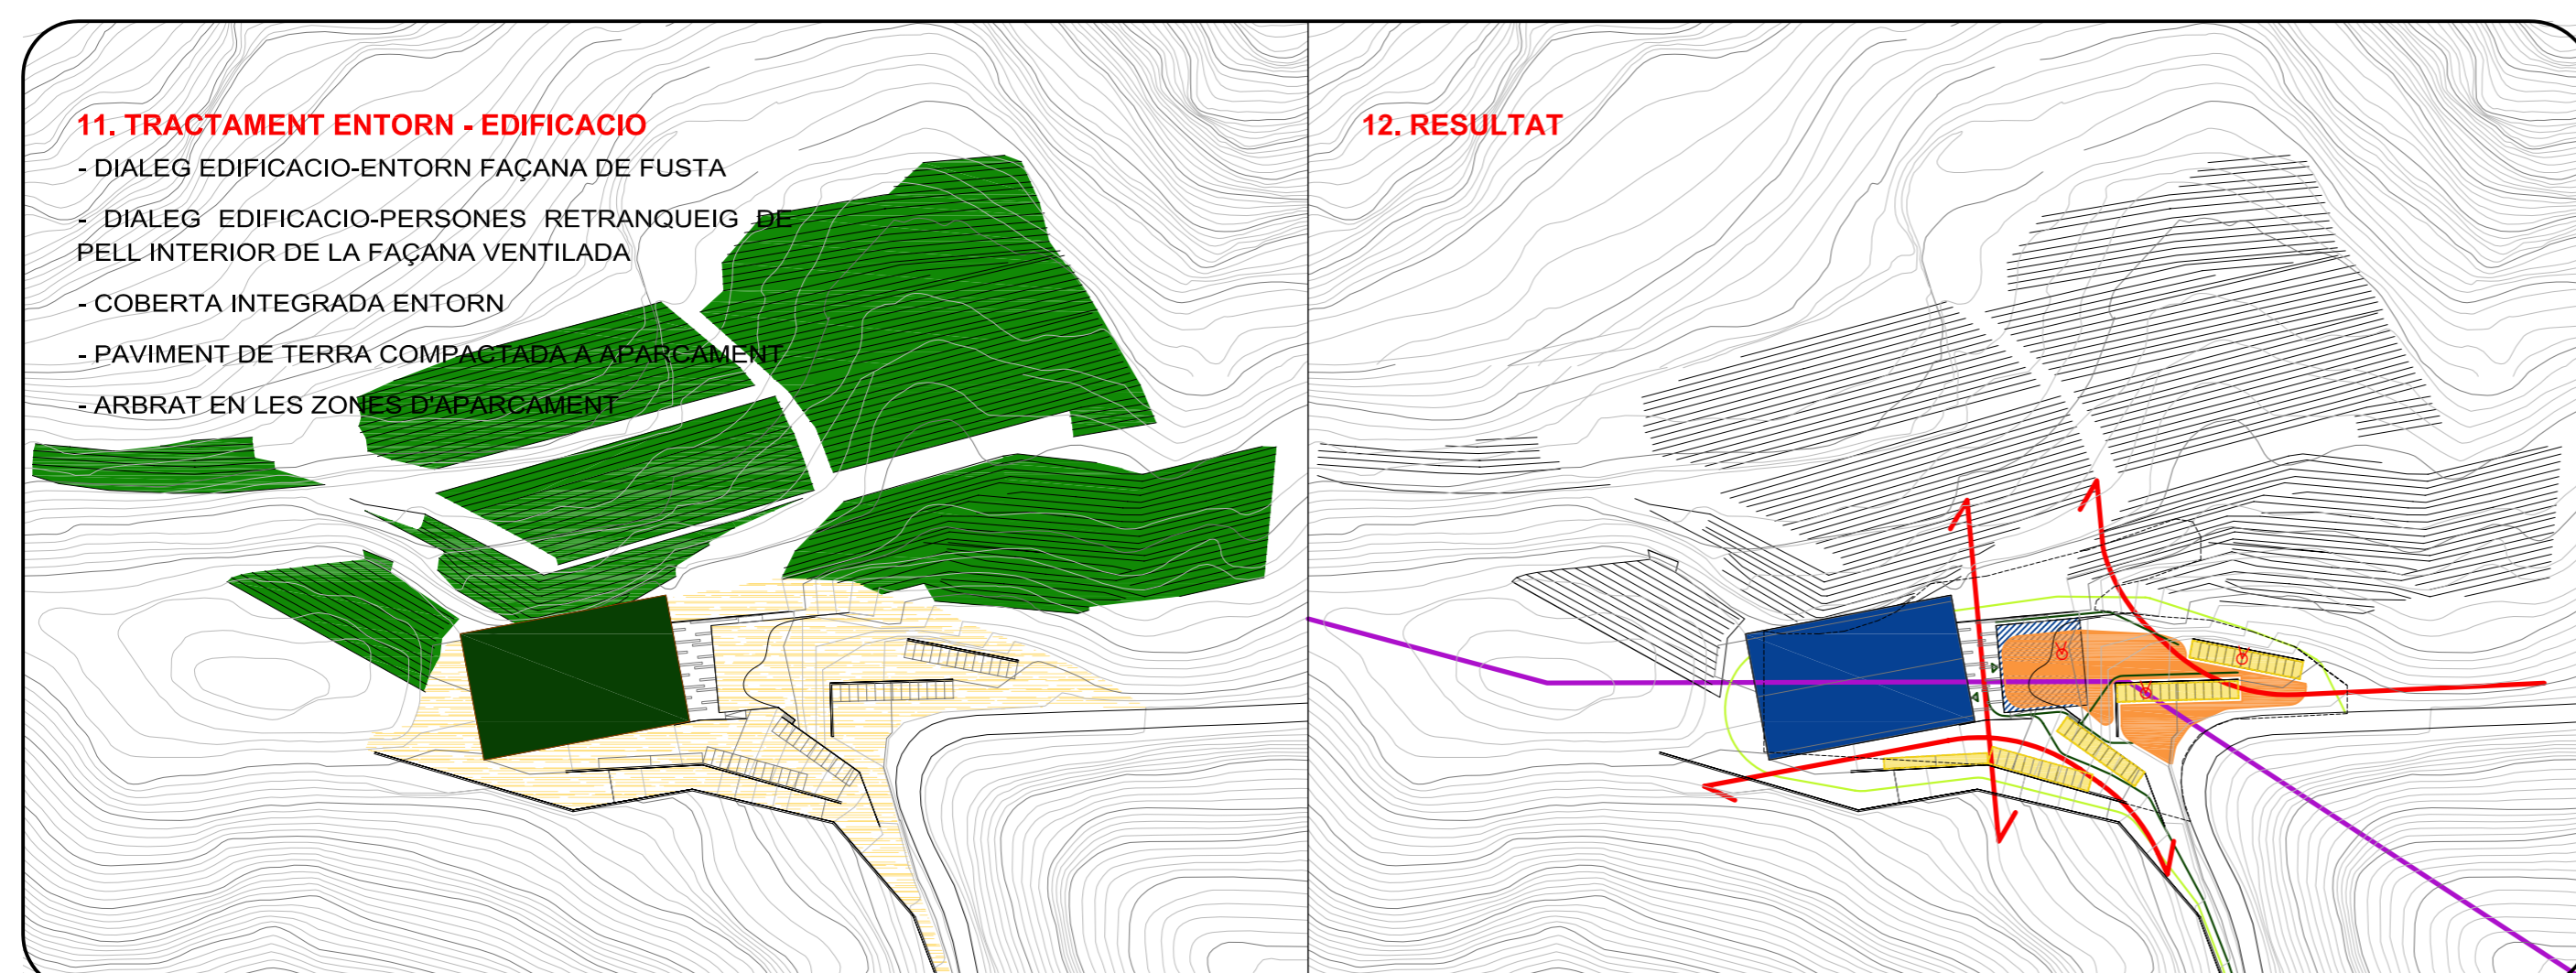 11. TRACTAMENT ENTORN - EDIFICACIO
- DIALEG EDIFICACIO-ENTORN FAÇANA DE FUSTA
- DIALEG EDIFICACIO-PERSONES RETRANQUEIG DE
PELL INTERIOR DE LA FAÇANA VENTILADA
- COBERTA INTEGRADA ENTORN
- PAVIMENT DE TERRA COMPACTADA A APARCAMENT
- ARBRAT EN LES ZONES D'APARCAMENT
12. RESULTAT